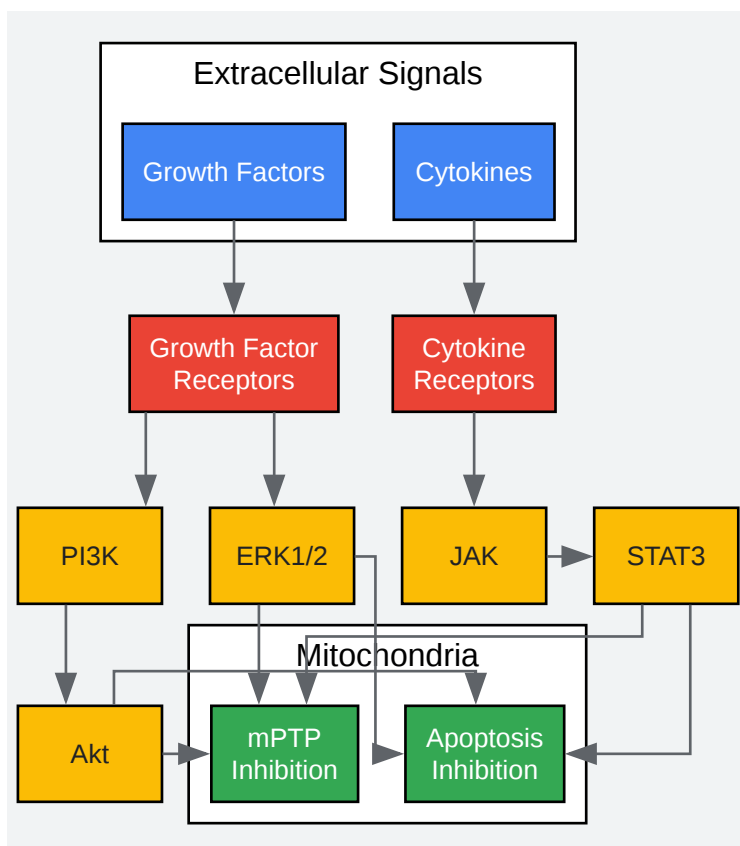 Extracellular Signals
Growth Factors
Cytokines
Growth Factor
Receptors
Cytokine
Receptors
PI3K
ERK1/2
JAK
STAT3
Mitochondria
Akt
mPTP
Inhibition
Apoptosis
Inhibition